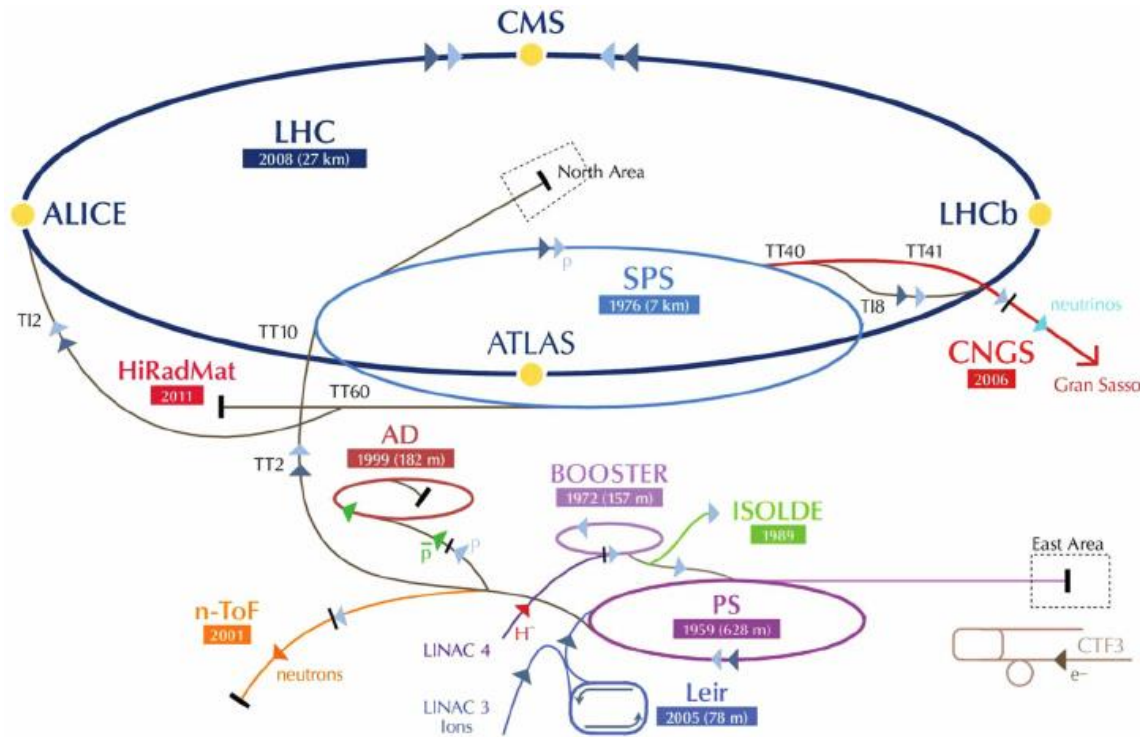 CMS
LHC
2008 (27 km)
North Area
ALICE
LHCb
TT40
TT41
p
SPS
1976 (7 km)
TI8
neutrinos
TI2
TT10
ATLAS
CNGS
2006
Gran Sasso
HiRadMat
2011
TT60
AD
1999 (182 m)
TT2
BOOSTER
1972 (157 m)
ISOLDE
1989
p̅
p
East Area
n-ToF
2001
PS
1959 (628 m)
H⁻
LINAC 4
neutrons
CTF3
e–
LINAC 3
Ions
Leir
2005 (78 m)